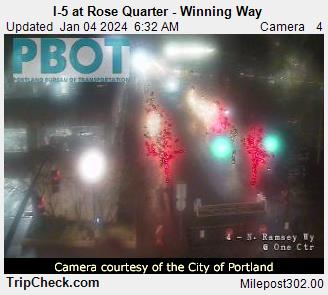 I-5 at Rose Quarter - Winning Way
Updated Jan 04 2024 6:32 AM Camera 4
PBOT
PORTLAND BUREAU OF TRANSPORTATION
4 - N. Ramsey Wy
@ One Ctr
Camera courtesy of the City of Portland
TripCheck.com Milepost302.00